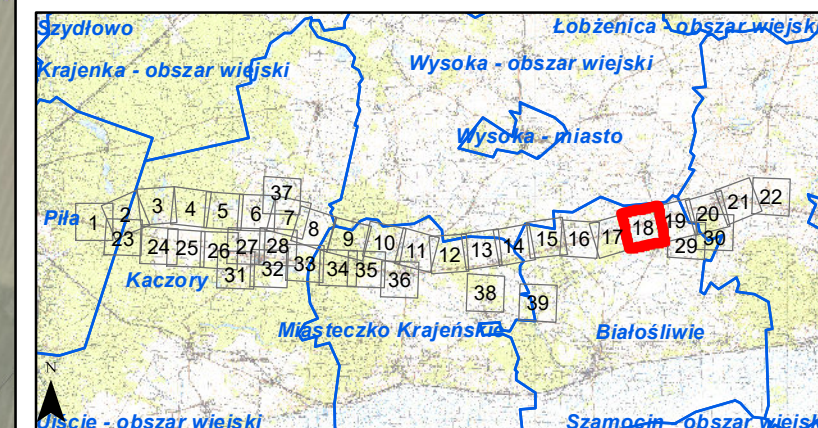 Szydłowo
Łobżenica - obszar wiejski
Krajenka - obszar wiejski
Wysoka - obszar wiejski
Wysoka - miasto
37
1 2 3 4 5 6 7 8 9 10 11 12 13 14 15 16 17 18 19 20 21 22
Piła
23 24 25 26 27 28 29 30
31 32 33 34 35 36
Kaczory
38 39
Miasteczko Krajeńskie
Białośliwie
N
Ujście - obszar wiejski
Szamocin - obszar wiejski